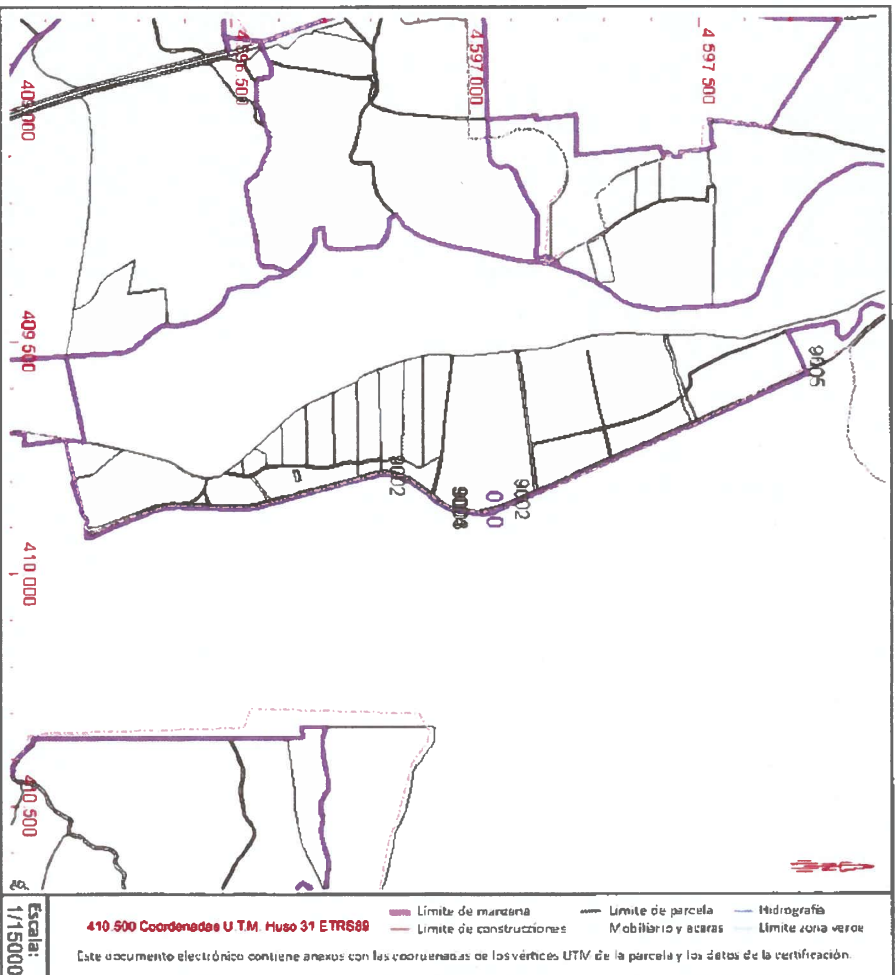 4 596 500
4 597 000
4 597 500
409 000
409 500
410 000
410 500
9005
9002
9002
Escala:
1/15000
410.500 Coordenadas U.T.M. Huso 31 ETRS89
Límite de manzana
Límite de parcela
Hidrografía
Límite de construcciones
Mobiliario y aceras
Límite zona verde
Este documento electrónico contiene anexos con las coordenadas de los vértices UTM de la parcela y los datos de la certificación.